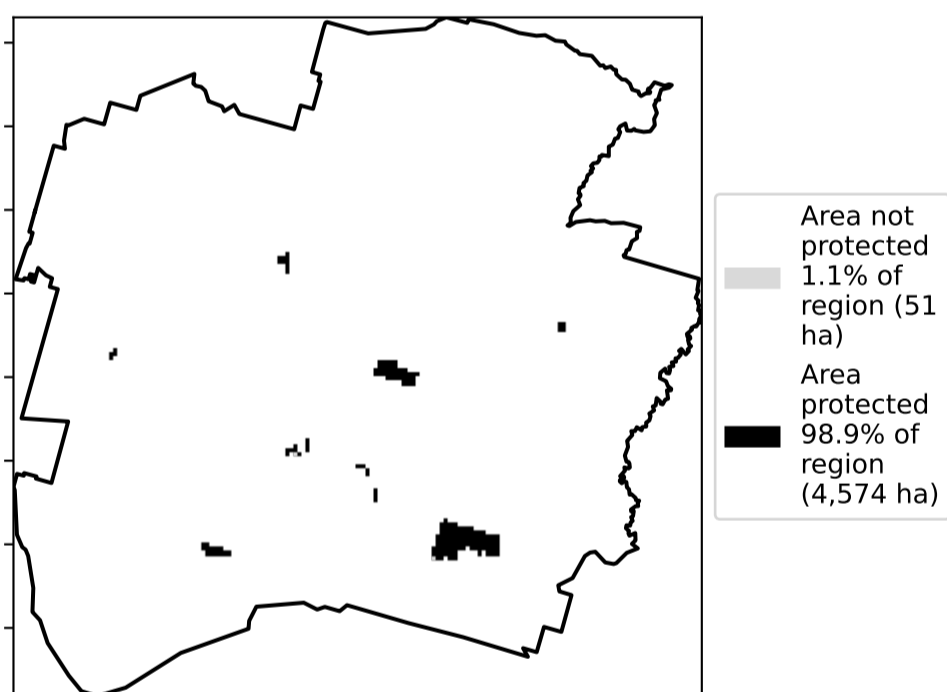 Area not
protected
1.1% of
region (51
ha)
Area
protected
98.9% of
region
(4,574 ha)